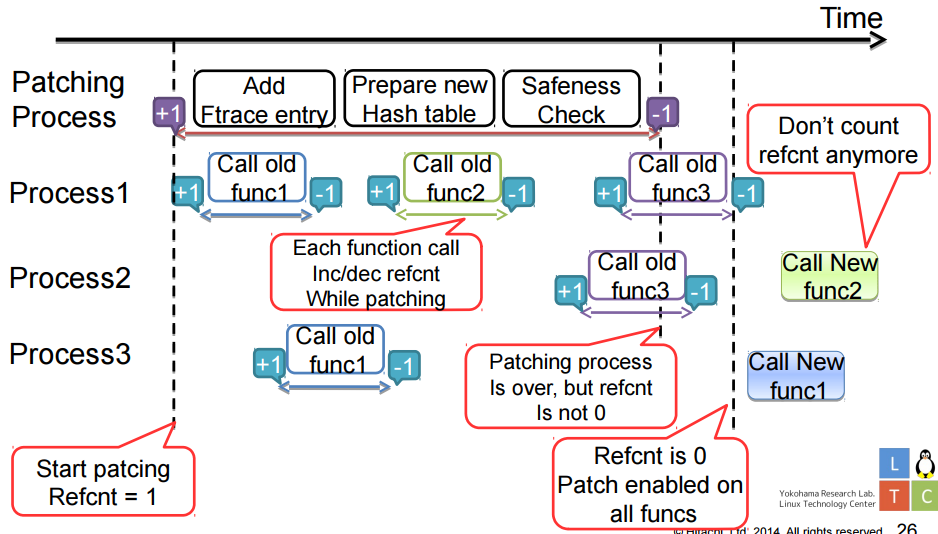 Time
Patching
Process
+1
Add
Ftrace entry
Prepare new
Hash table
Safeness
Check
-1
Don't count
refcnt anymore
Process1
+1
Call old
func1
-1
+1
Call old
func2
-1
+1
Call old
func3
-1
Each function call
Inc/dec refcnt
While patching
Process2
+1
Call old
func3
-1
Call New
func2
Process3
+1
Call old
func1
-1
Patching process
Is over, but refcnt
Is not 0
Call New
func1
Start patcing
Refcnt = 1
Refcnt is 0
Patch enabled on
all funcs
L
T
C
Yokohama Research Lab.
Linux Technology Center
© Hitachi, Ltd. 2014. All rights reserved.
26